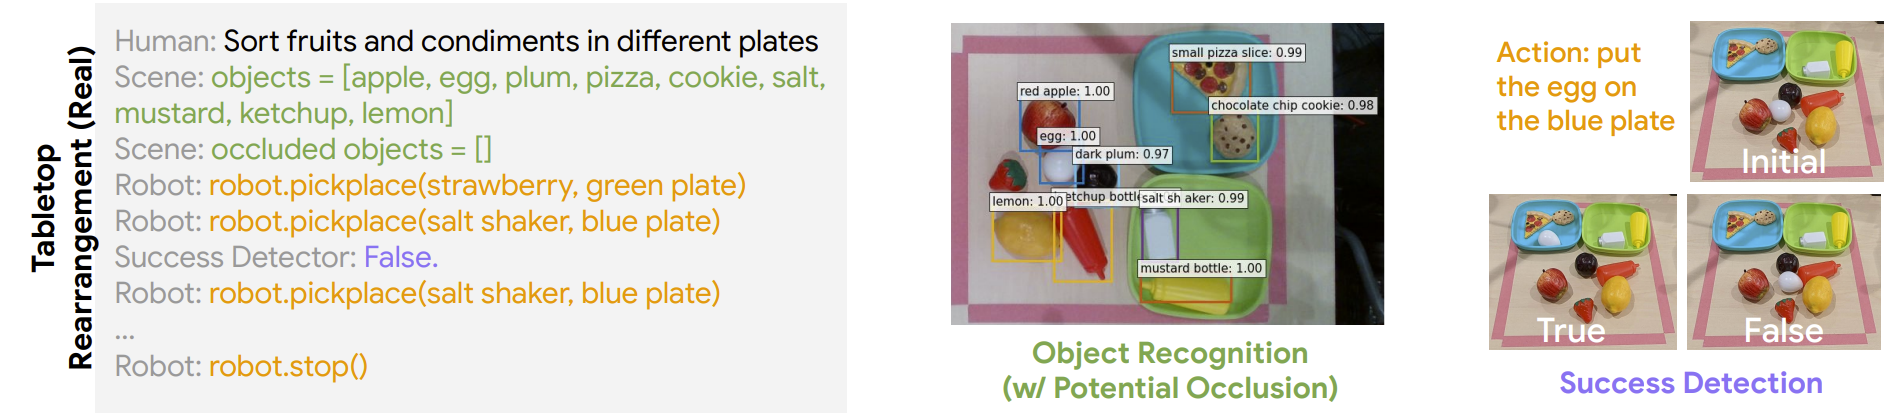 Tabletop
Rearrangement (Real)
Human: Sort fruits and condiments in different plates
Scene: objects = [apple, egg, plum, pizza, cookie, salt,
mustard, ketchup, lemon]
Scene: occluded objects = []
Robot: robot.pickplace(strawberry, green plate)
Robot: robot.pickplace(salt shaker, blue plate)
Success Detector: False.
Robot: robot.pickplace(salt shaker, blue plate)
...
Robot: robot.stop()
small pizza slice: 0.99
red apple: 1.00
chocolate chip cookie: 0.98
egg: 1.00
dark plum: 0.97
lemon: 1.00
etchup bottle
salt sh aker: 0.99
mustard bottle: 1.00
Object Recognition
(w/ Potential Occlusion)
Action: put
the egg on
the blue plate
Initial
True
False
Success Detection